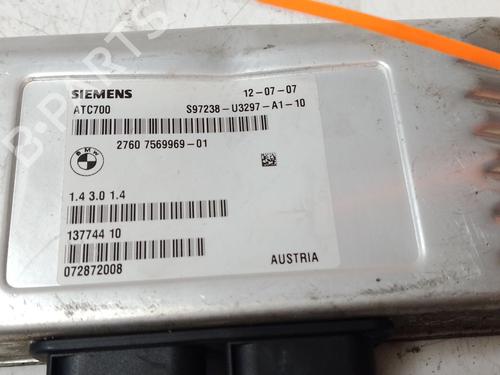 SIEMENS 12-07-07
ATC700 S97238-U3297-A1-10
BMW 2760 7569969-01
1.4 3.0 1.4
137744 10
072872008 AUSTRIA
B-PARTS